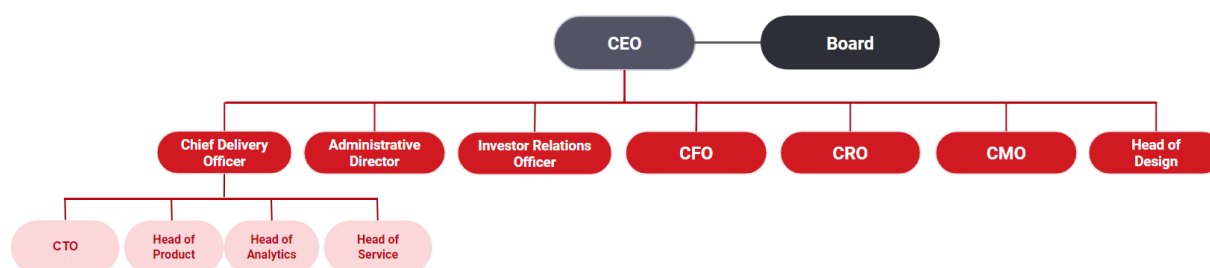 CEO
Board
Chief Delivery
Officer
Administrative
Director
Investor Relations
Officer
CFO
CRO
CMO
Head of
Design
CTO
Head of
Product
Head of
Analytics
Head of
Service